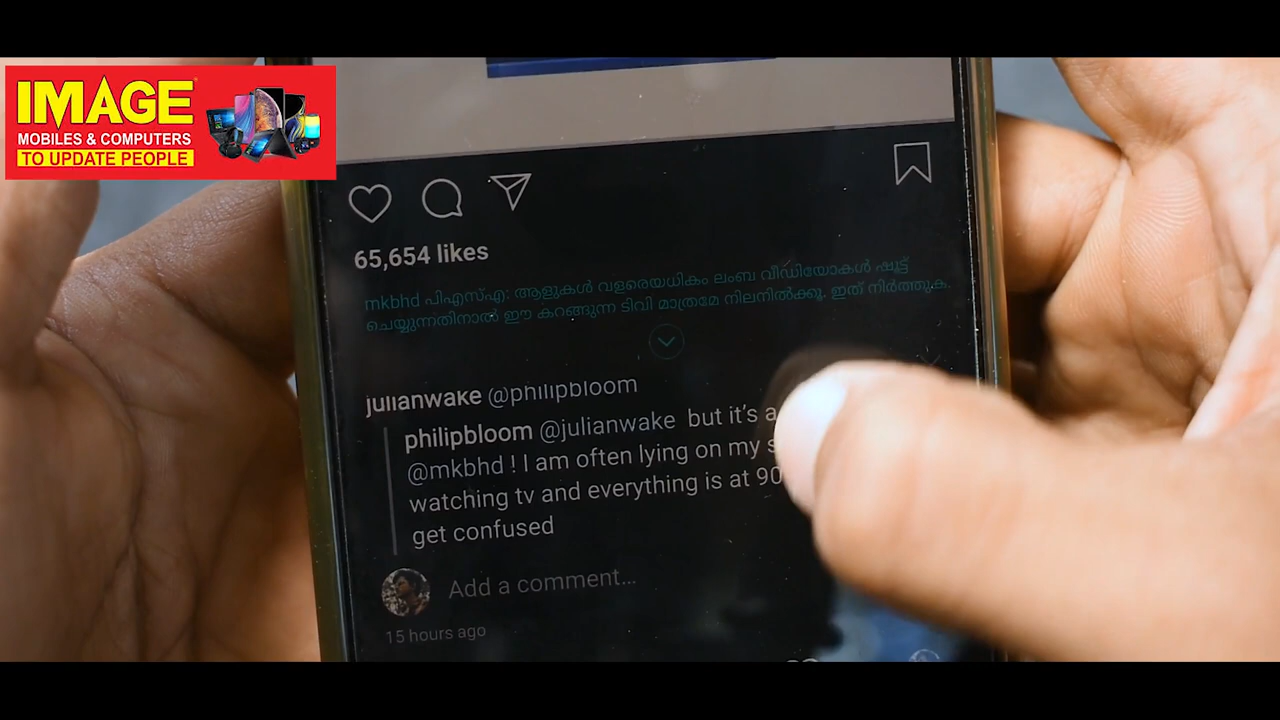 IMAGE
MOBILES & COMPUTERS
TO UPDATE PEOPLE
65,654 likes
mkbhd പിഎസ്എ: ആളുകൾ വളരെയധികം ലംബ വീഡിയോകൾ ഷൂട്ട്
ചെയ്യുന്നതിനാൽ ഈ കറങ്ങുന്ന ടിവി മാത്രമേ നിലനിൽക്കൂ. ഇത് നിർത്തുക.
julianwake @philipbloom
philipbloom @julianwake but it's a
@mkbhd ! I am often lying on my
watching tv and everything is at 90
get confused
Add a comment...
15 hours ago